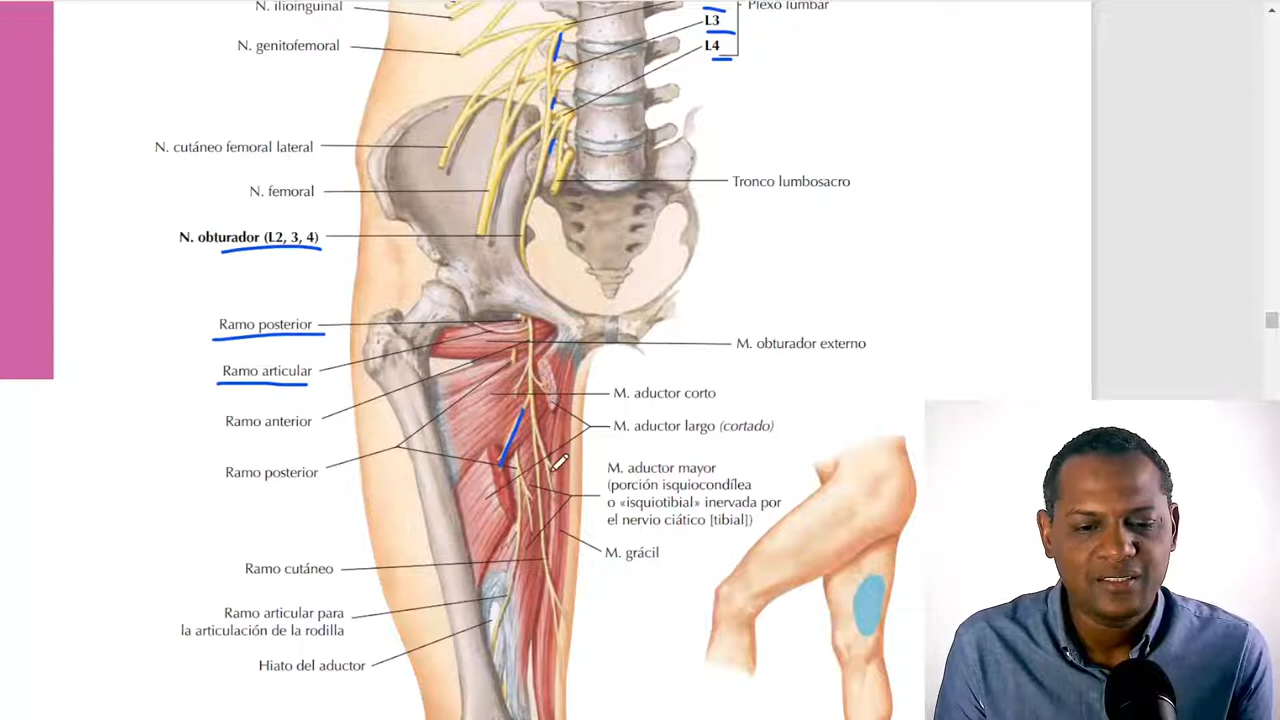 N. ilioinguinal
Plexo lumbar
L3
N. genitofemoral
L4
N. cutáneo femoral lateral
Tronco lumbosacro
N. femoral
N. obturador (L2, 3, 4)
Ramo posterior
M. obturador externo
Ramo articular
M. aductor corto
Ramo anterior
M. aductor largo (cortado)
Ramo posterior
M. aductor mayor
(porción isquiocondílea
o «isquiotibial» inervada por
el nervio ciático [tibial])
M. grácil
Ramo cutáneo
Ramo articular para
la articulación de la rodilla
Hiato del aductor